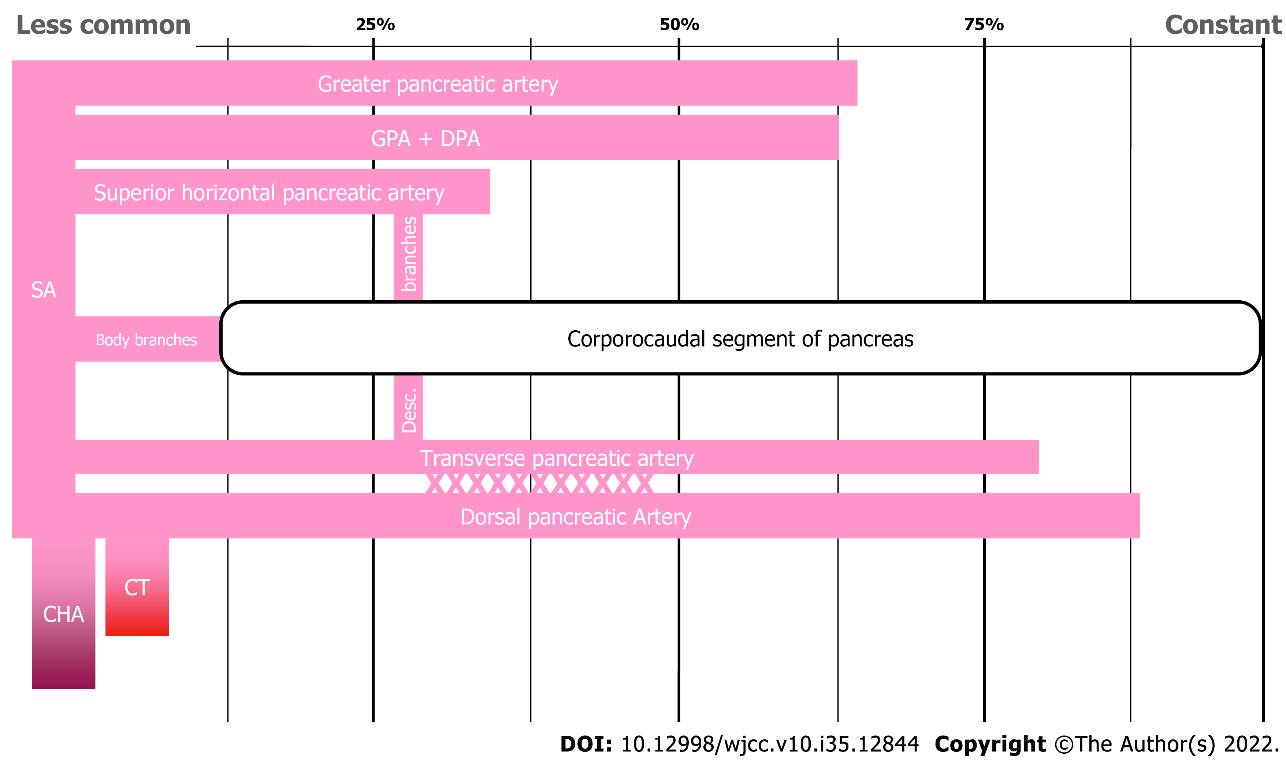 Less common 25% 50% 75% Constant
Greater pancreatic artery
GPA + DPA
Superior horizontal pancreatic artery
branches
SA
Body branches
Corporocaudal segment of pancreas
Desc.
Transverse pancreatic artery
Dorsal pancreatic Artery
CT
CHA
DOI: 10.12998/wjcc.v10.i35.12844 Copyright ©The Author(s) 2022.